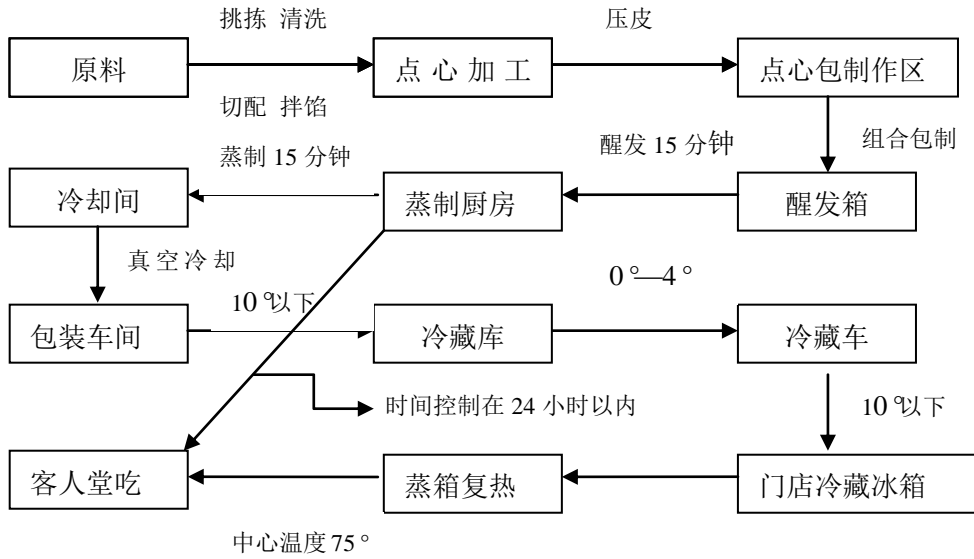 挑拣 清洗
压皮
原料
点 心 加 工
点心包制作区
切配 拌馅
组合包制
蒸制 15 分钟
醒发 15 分钟
冷却间
蒸制厨房
醒发箱
真 空 冷 却
10 °以下
0 °—4 °
包装车间
冷藏库
冷藏车
时间控制在 24 小时以内
10 °以下
客人堂吃
蒸箱复热
门店冷藏冰箱
中心温度 75 °